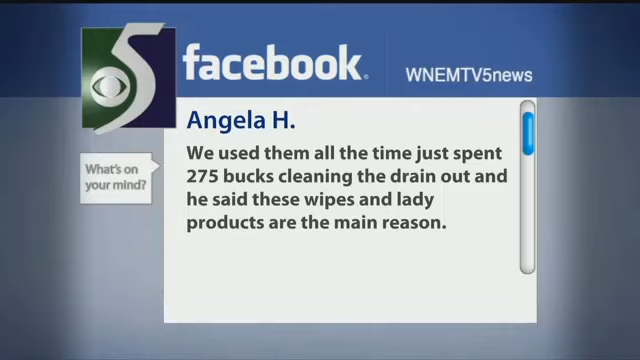 5
facebook.
WNEMTV5news
Angela H.
What's on
your mind?
We used them all the time just spent
275 bucks cleaning the drain out and
he said these wipes and lady
products are the main reason.